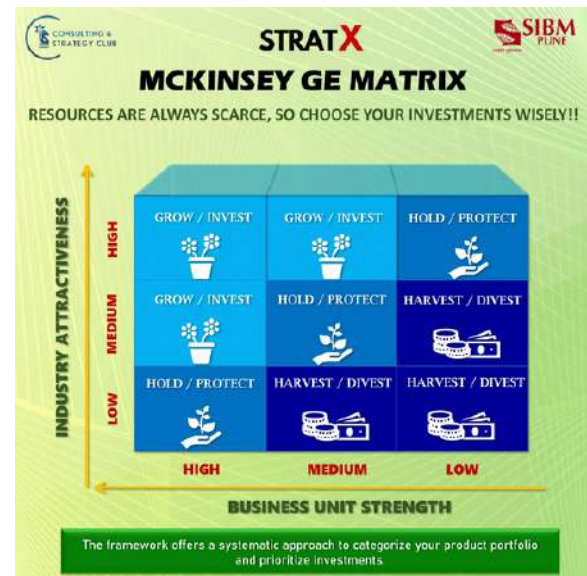 CONSULTING &
STRATEGY CLUB
STRATX
SIBM
PUNE
MCKINSEY GE MATRIX
RESOURCES ARE ALWAYS SCARCE, SO CHOOSE YOUR INVESTMENTS WISELY!!
INDUSTRY ATTRACTIVENESS
HIGH
GROW / INVEST
GROW / INVEST
HOLD / PROTECT
MEDIUM
GROW / INVEST
HOLD / PROTECT
HARVEST / DIVEST
LOW
HOLD / PROTECT
HARVEST / DIVEST
HARVEST / DIVEST
HIGH
MEDIUM
LOW
BUSINESS UNIT STRENGTH
The framework offers a systematic approach to categorize your product portfolio
and prioritize investments